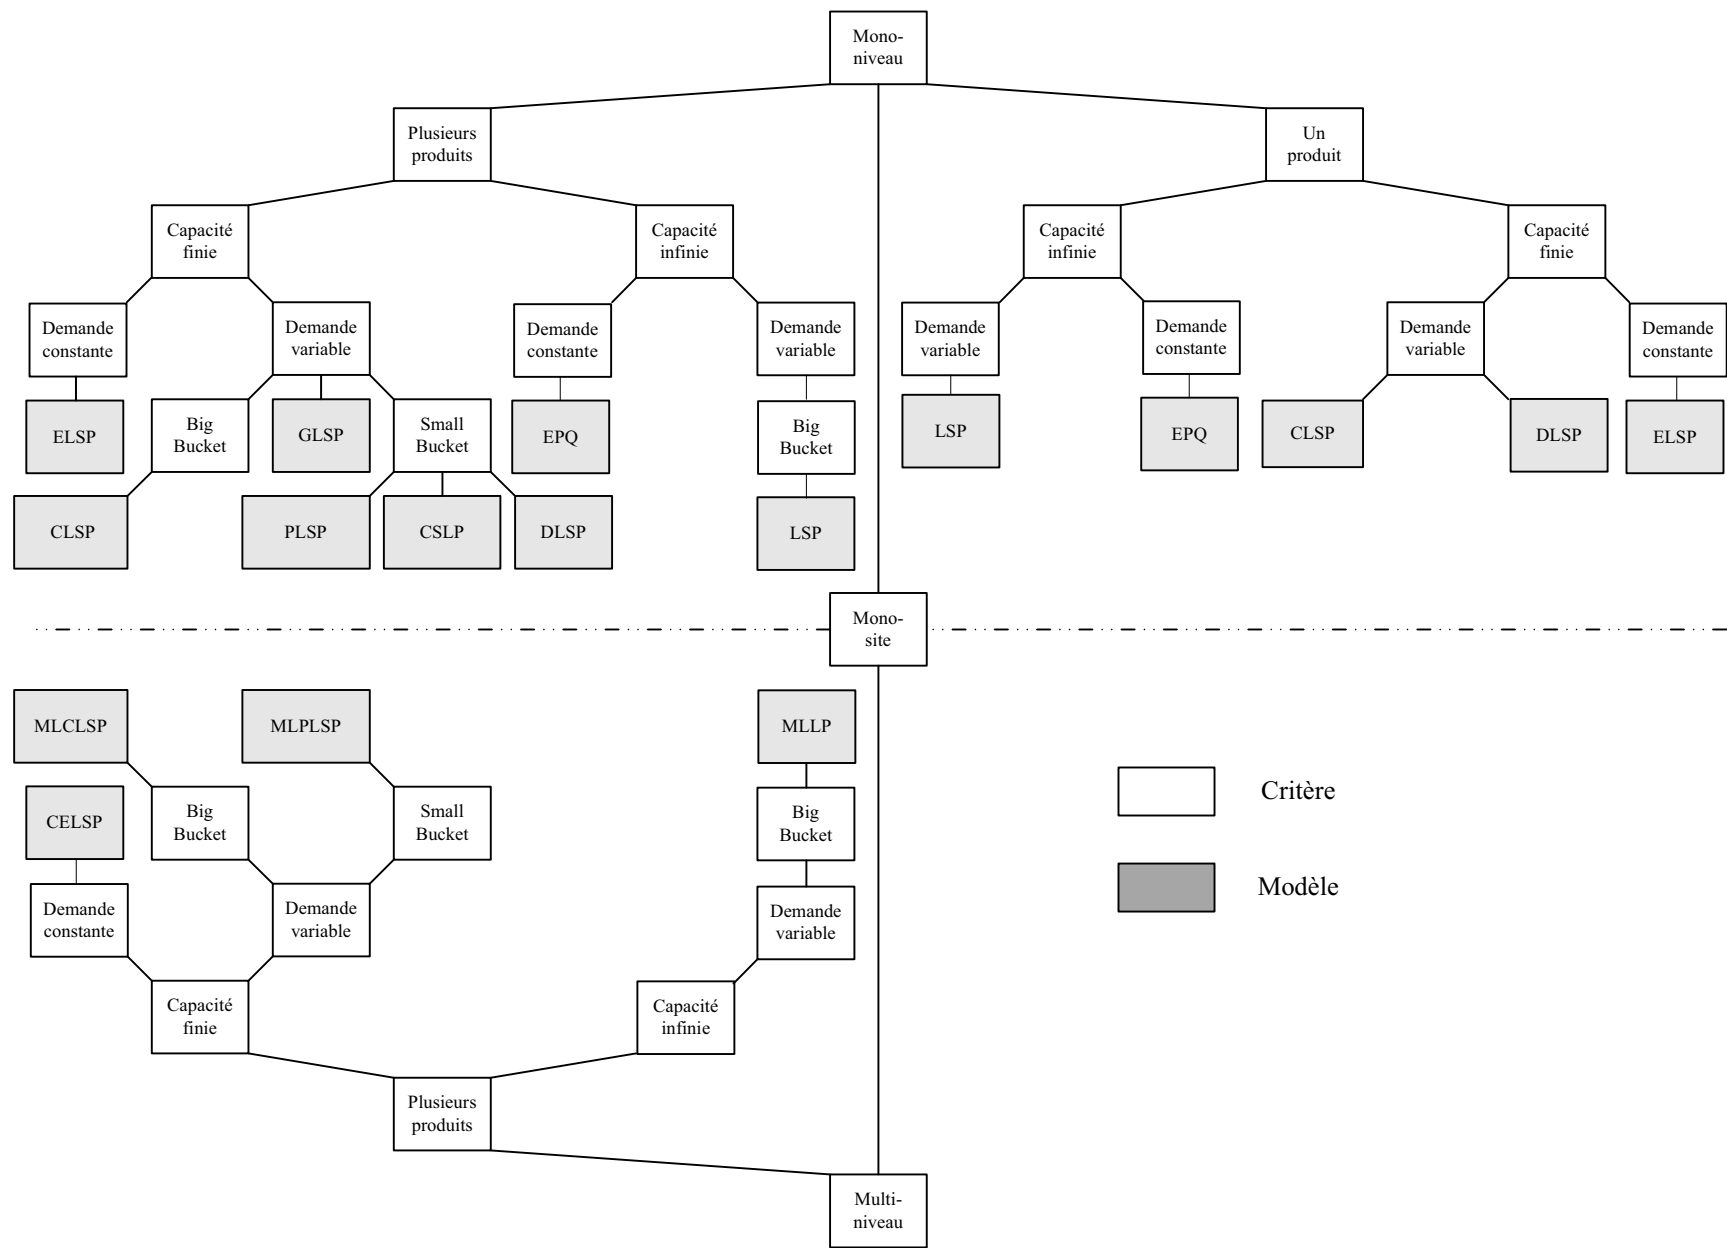 Mono-
niveau
Plusieurs
produits
Un
produit
Capacité
finie
Capacité
infinie
Capacité
infinie
Capacité
finie
Demande
constante
Demande
variable
Demande
constante
Demande
variable
Demande
variable
Demande
constante
Demande
variable
Demande
constante
ELSP
Big
Bucket
GLSP
Small
Bucket
EPQ
Big
Bucket
LSP
EPQ
CLSP
DLSP
ELSP
CLSP
PLSP
CSLP
DLSP
LSP
Mono-
site
MLCLSP
MLPLSP
MLLP
CELSP
Big
Bucket
Small
Bucket
Big
Bucket
Critère
Modèle
Demande
constante
Demande
variable
Demande
variable
Capacité
finie
Capacité
infinie
Plusieurs
produits
Multi-
niveau